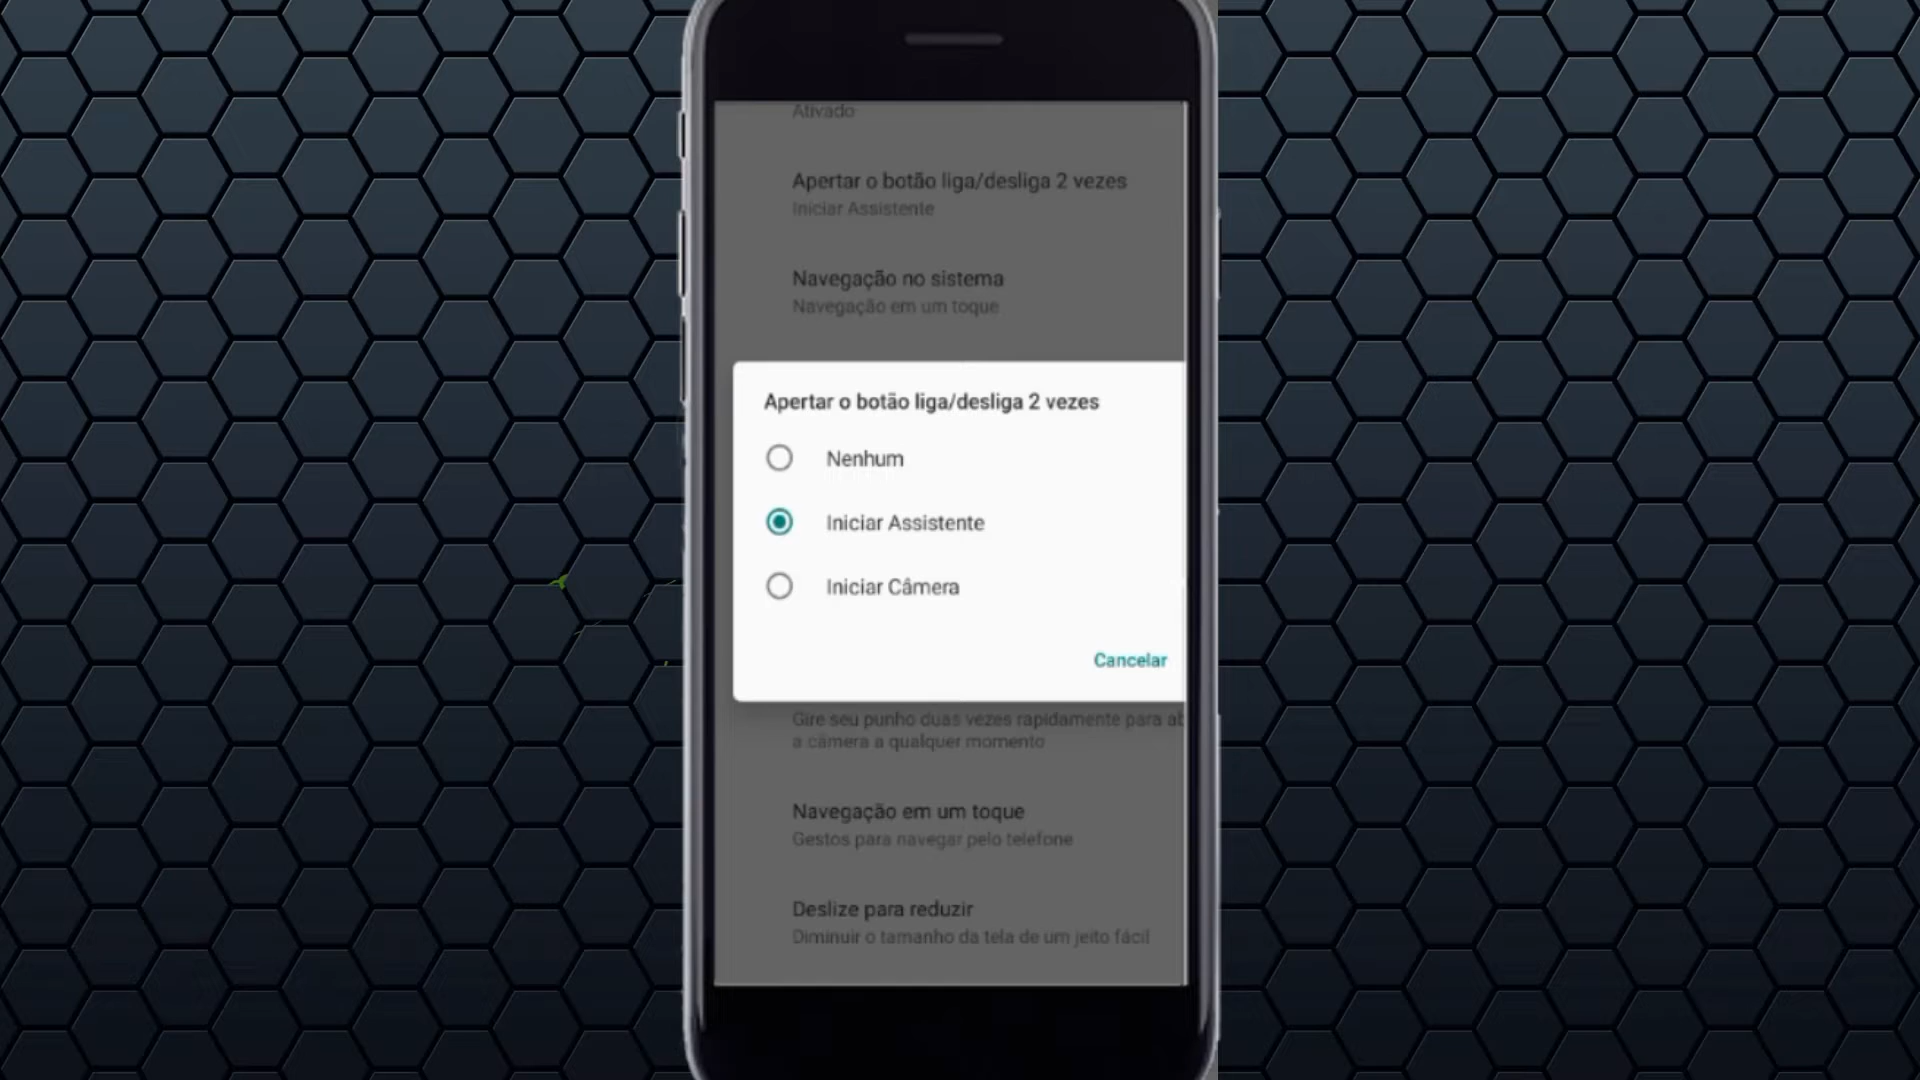 Ativado
Apertar o botão liga/desliga 2 vezes
Iniciar Assistente
Navegação no sistema
Navegação em um toque
Apertar o botão liga/desliga 2 vezes
Nenhum
Iniciar Assistente
Iniciar Câmera
Cancelar
Gire seu punho duas vezes rapidamente para
a câmera a qualquer momento
Navegação em um toque
Gestos para navegar pelo telefone
Deslize para reduzir
Diminuir o tamanho da tela de um jeito fácil